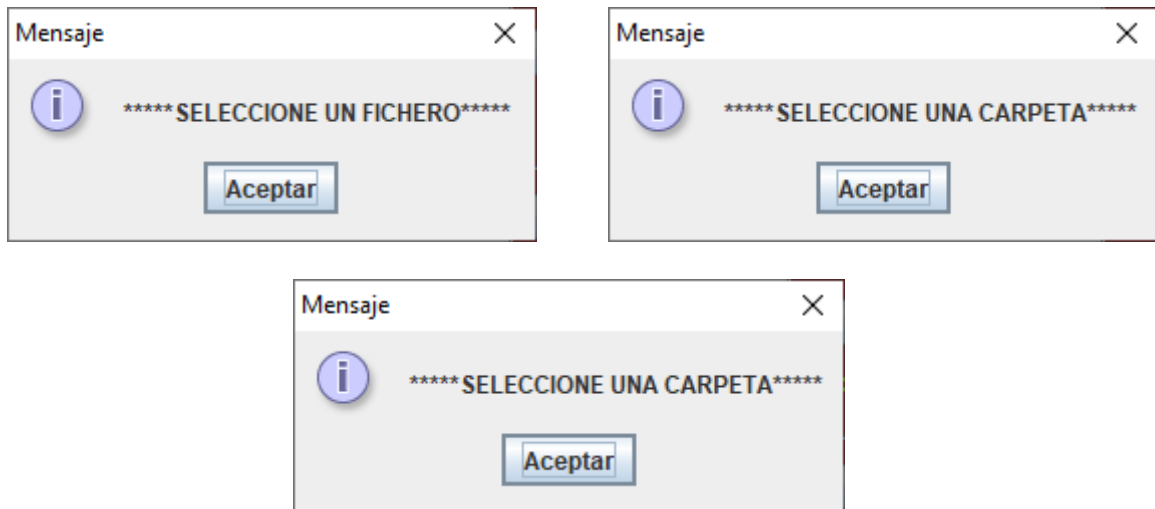 Mensaje
*****SELECCIONE UN FICHERO*****
Aceptar
Mensaje
*****SELECCIONE UNA CARPETA*****
Aceptar
Mensaje
*****SELECCIONE UNA CARPETA*****
Aceptar